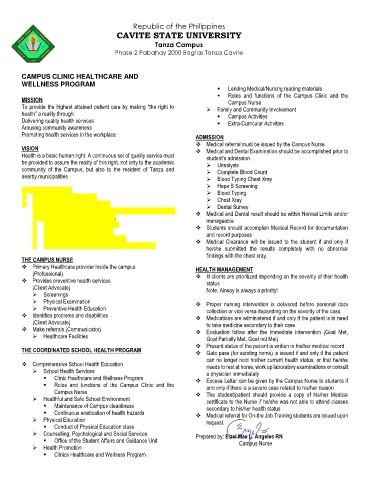 Republic of the Philippines
CAVITE STATE UNIVERSITY
Tanza Campus
Phase 2 Pabahay 2000 Bagtas Tanza Cavite
CAMPUS CLINIC HEALTHCARE AND
WELLNESS PROGRAM
MISSION
To provide the highest attained patient care by making "the right to
health" a reality through:
Delivering quality health services
Arousing community awareness
Promoting health services in the workplace
VISION
Health is a basic human right. A continuous set of quality service must
be provided to assure the reality of this right, not only to the academic
community of the Campus, but also to the resident of Tanza and
nearby municipalities
THE CAMPUS NURSE
❖ Primary Healthcare provider inside the campus
(Professional)
❖ Provides preventive health services
(Client Advocate)
➢ Screenings
➢ Physical Examination
➢ Preventive Health Education
❖ Identifies problems and disabilities
(Client Advocate)
❖ Make referrals (Communicator)
➢ Healthcare Facilities
THE COORDINATED SCHOOL HEALTH PROGRAM
❖ Comprehensive School Health Education
➢ School Health Services
▪ Clinic Healthcare and Wellness Program
▪ Roles and functions of the Campus Clinic and the
Campus Nurse
➢ Healthful and Safe School Environment
▪ Maintenance of Campus cleanliness
▪ Continuous eradication of health hazards
➢ Physical Education
▪ Conduct of Physical Education class
➢ Counselling, Psychological and Social Services
▪ Office of the Student Affairs and Guidance Unit
➢ Health Promotion
▪ Clinics Healthcare and Wellness Program
▪ Lending Medical/Nursing reading materials
▪ Roles and functions of the Campus Clinic and the
Campus Nurse
➢ Family and Community Involvement
▪ Campus Activities
▪ Extra-Curricular Activities
ADMISSION
❖ Medical referral must be issued by the Campus Nurse
❖ Medical and Dental Examination should be accomplished prior to
student's admission
➢ Urinalysis
➢ Complete Blood Count
➢ Blood Typing Chest Xray
➢ Hepa B Screening
➢ Blood Typing
➢ Chest Xray
➢ Dental Survey
❖ Medical and Dental result should be within Normal Limits and/or
manageable
❖ Students should accomplish Medical Record for documentation
and record purposes
❖ Medical Clearance will be issued to the student if and only if
he/she submitted the results completely with no abnormal
findings with the chest xray.
HEALTH MANAGEMENT
❖ Ill clients are prioritized depending on the severity of their health
status
Note: Airway is always a priority!
❖ Proper nursing intervention is delivered before personal data
collection or vice versa depending on the severity of the case
❖ Medications are administered if and only if the patient is in need
to take medicine secondary to their case
❖ Evaluation follow after the immediate intervention (Goal Met,
Goal Partially Met, Goal not Met).
❖ Present status of the patient is written in his/her medical record
❖ Gate pass (for sending home) is issued if and only if the patient
can no longer hold his/her current health status, or that he/she
needs to rest at home, work up laboratory examinations or consult
a physician immediately
❖ Excuse Letter can be given by the Campus Nurse to students if
and only if there is a severe case related to his/her reason
❖ The student/patient should provide a copy of his/her Medical
certificate to the Nurse if he/she was not able to attend classes
secondary to his/her health status
❖ Medical referral for On-the Job Training students are issued upon
request.
Prepared by: Elzel Mae L. Angeles RN
Campus Nurse